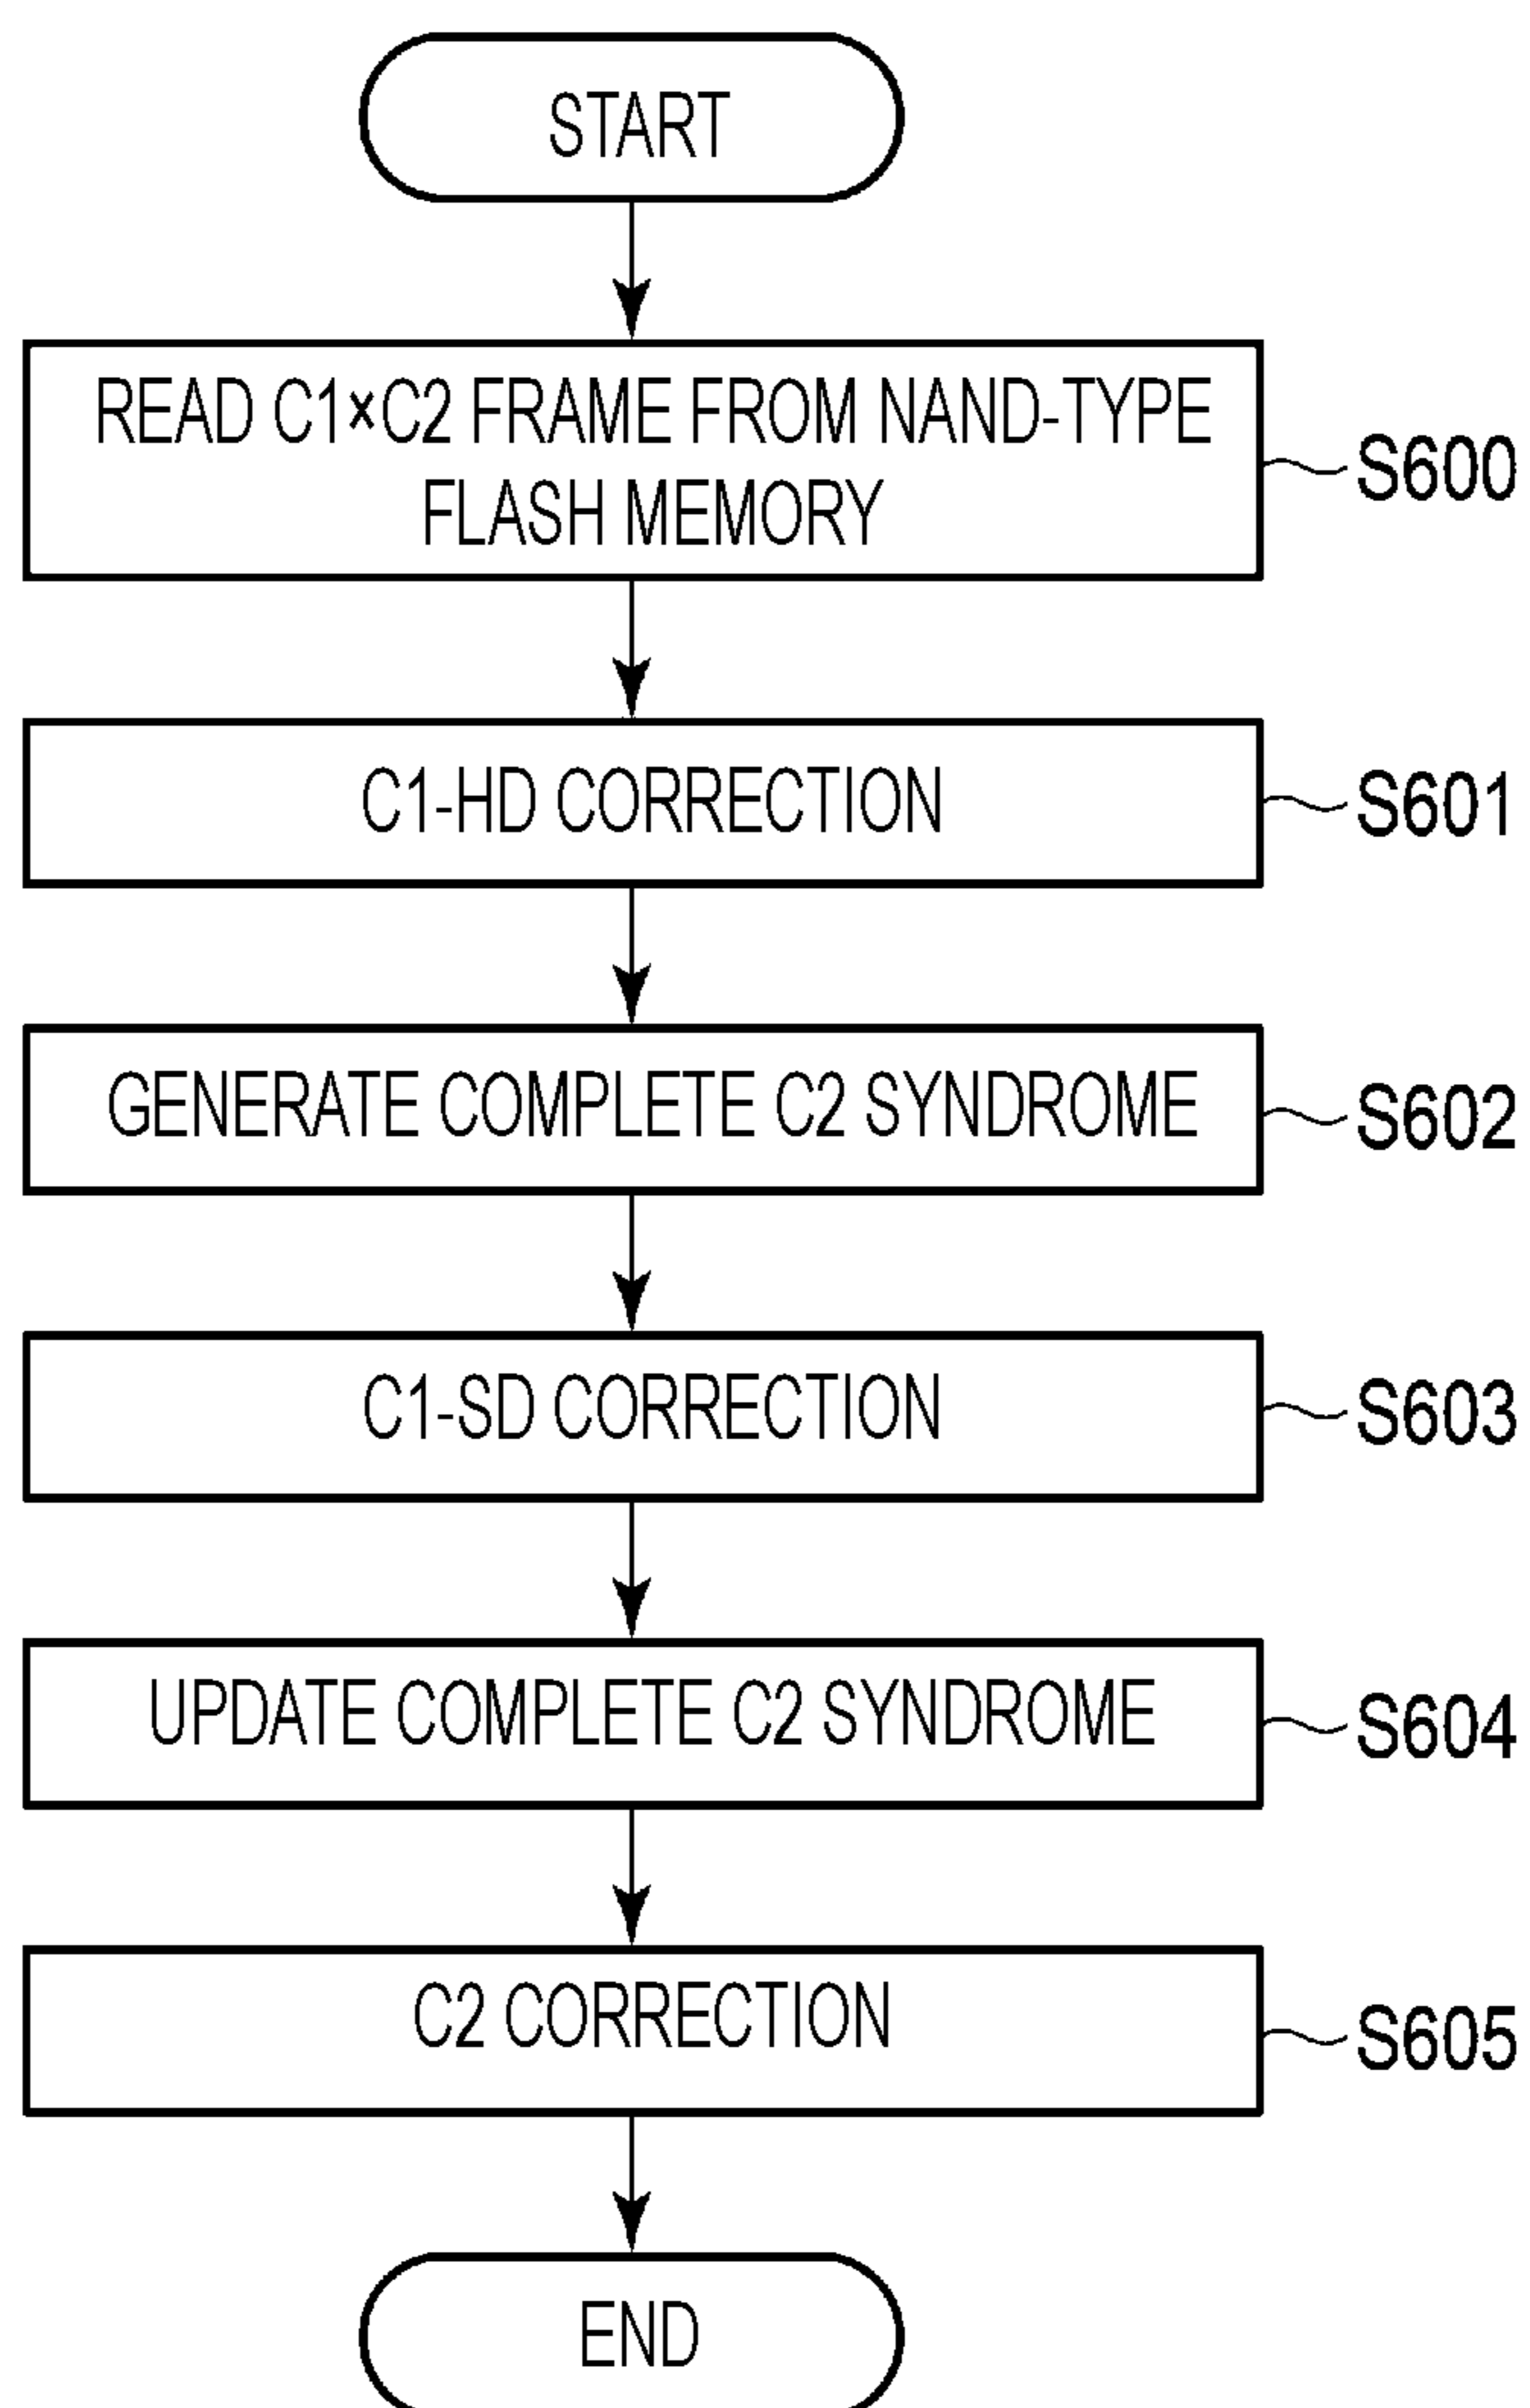 START
READ C1×C2 FRAME FROM NAND-TYPE
FLASH MEMORY
S600
C1-HD CORRECTION
S601
GENERATE COMPLETE C2 SYNDROME
S602
C1-SD CORRECTION
S603
UPDATE COMPLETE C2 SYNDROME
S604
C2 CORRECTION
S605
END